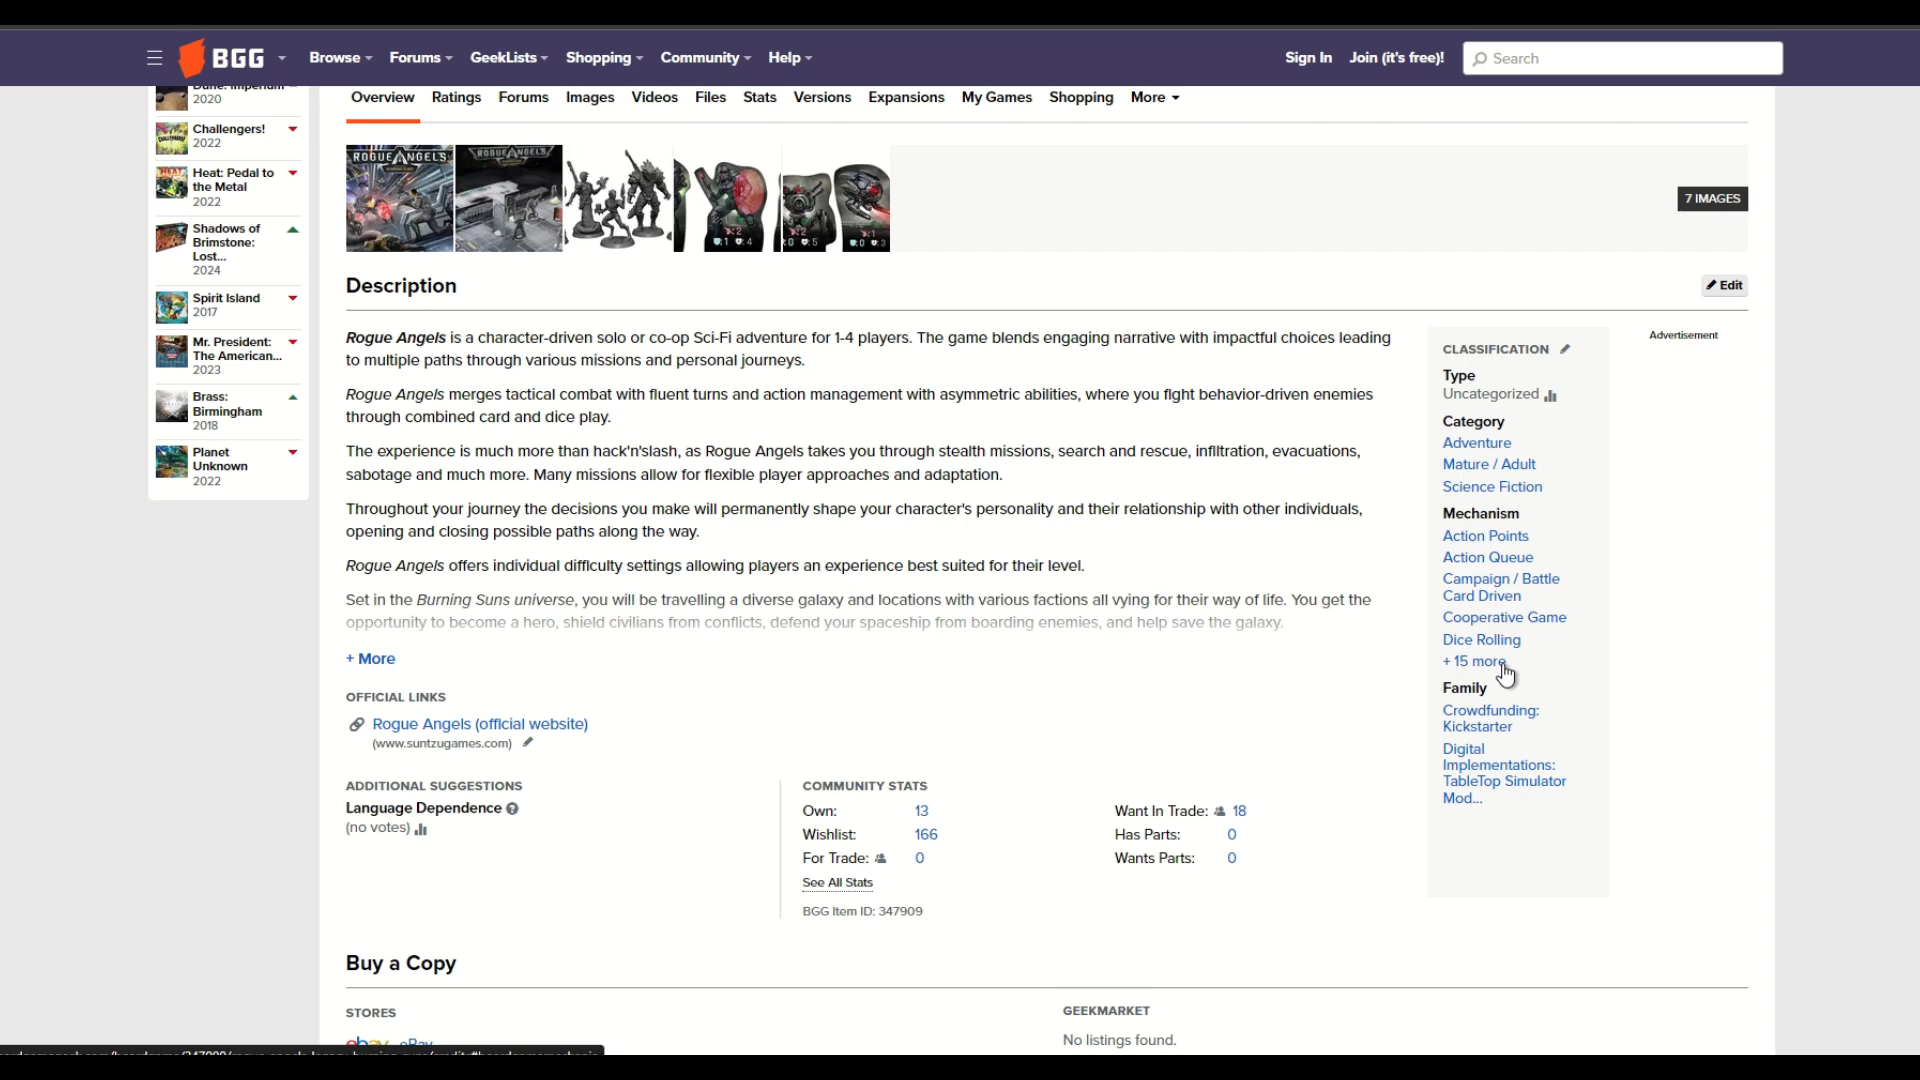 BGG Browse Forums GeekLists Shopping Community Help Sign In Join (it's free)! Search
Dune: Imperium
2020
Challengers!
2022
Heat: Pedal to
the Metal
2022
Shadows of
Brimstone:
Lost...
2024
Spirit Island
2017
Mr. President:
The American...
2023
Brass:
Birmingham
2018
Planet
Unknown
2022
Overview Ratings Forums Images Videos Files Stats Versions Expansions My Games Shopping More
ROGUE ANGELS
ROGUE ANGELS
7 IMAGES
Description
Edit
Rogue Angels is a character-driven solo or co-op Sci-Fi adventure for 1-4 players. The game blends engaging narrative with impactful choices leading
to multiple paths through various missions and personal journeys.
Rogue Angels merges tactical combat with fluent turns and action management with asymmetric abilities, where you fight behavior-driven enemies
through combined card and dice play.
The experience is much more than hack'n'slash, as Rogue Angels takes you through stealth missions, search and rescue, infiltration, evacuations,
sabotage and much more. Many missions allow for flexible player approaches and adaptation.
Throughout your journey the decisions you make will permanently shape your character's personality and their relationship with other individuals,
opening and closing possible paths along the way.
Rogue Angels offers individual difficulty settings allowing players an experience best suited for their level.
Set in the Burning Suns universe, you will be travelling a diverse galaxy and locations with various factions all vying for their way of life. You get the
opportunity to become a hero, shield civilians from conflicts, defend your spaceship from boarding enemies, and help save the galaxy.
+ More
OFFICIAL LINKS
Rogue Angels (official website)
(www.suntzugames.com)
ADDITIONAL SUGGESTIONS
Language Dependence
(no votes)
COMMUNITY STATS
Own: 13
Wishlist: 166
For Trade: 0
Want In Trade: 18
Has Parts: 0
Wants Parts: 0
See All Stats
BGG Item ID: 347909
CLASSIFICATION
Type
Uncategorized
Category
Adventure
Mature / Adult
Science Fiction
Mechanism
Action Points
Action Queue
Campaign / Battle
Card Driven
Cooperative Game
Dice Rolling
+ 15 more
Family
Crowdfunding:
Kickstarter
Digital
Implementations:
TableTop Simulator
Mod...
Advertisement
Buy a Copy
STORES
ebay eBay
GEEKMARKET
No listings found.